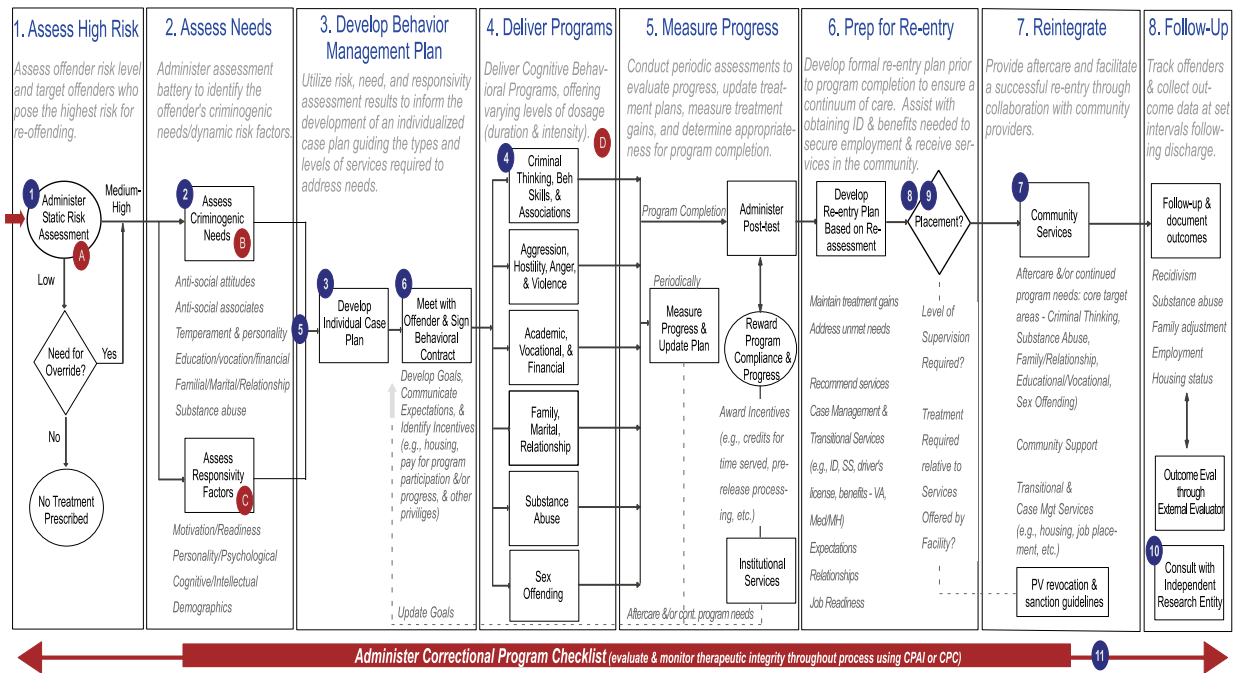 1. Assess High Risk
Assess offender risk level
and target offenders who
pose the highest risk for
re-offending.
1
Administer
Static Risk
Assessment
A
Medium-
High
Low
Need for
Override?
Yes
No
No Treatment
Prescribed
2. Assess Needs
Administer assessment
battery to identify the
offender's criminogenic
needs/dynamic risk factors.
2
Assess
Criminogenic
Needs
B
Anti-social attitudes
Anti-social associates
Temperament & personality
Education/vocation/financial
Familial/Marital/Relationship
Substance abuse
Assess
Responsivity
Factors
C
Motivation/Readiness
Personality/Psychological
Cognitive/Intellectual
Demographics
3. Develop Behavior
Management Plan
Utilize risk, need, and responsivity
assessment results to inform the
development of an individualized
case plan guiding the types and
levels of services required to
address needs.
5
3
Develop
Individual Case
Plan
6
Meet with
Offender & Sign
Behavioral
Contract
Develop Goals,
Communicate
Expectations, &
Identify Incentives
(e.g., housing,
pay for program
participation &/or
progress, & other
priviliges)
Update Goals
4. Deliver Programs
Deliver Cognitive Behav-
ioral Programs, offering
varying levels of dosage
(duration & intensity).
D
4
Criminal
Thinking, Beh
Skills, &
Associations
Aggression,
Hostility, Anger,
& Violence
Academic,
Vocational, &
Financial
Family,
Marital,
Relationship
Substance
Abuse
Sex
Offending
5. Measure Progress
Conduct periodic assessments to
evaluate progress, update treat-
ment plans, measure treatment
gains, and determine appropriate-
ness for program completion.
Program Completion
Administer
Post-test
Periodically
Measure
Progress &
Update Plan
Reward
Program
Compliance &
Progress
Award Incentives
(e.g., credits for
time served, pre-
release process-
ing, etc.)
Institutional
Services
Aftercare &/or cont. program needs
6. Prep for Re-entry
Develop formal re-entry plan prior
to program completion to ensure a
continuum of care. Assist with
obtaining ID & benefits needed to
secure employment & receive ser-
vices in the community.
Develop
Re-entry Plan
Based on Re-
assessment
8
9
Placement?
Maintain treatment gains
Address unmet needs
Recommend services
Case Management &
Transitional Services
(e.g., ID, SS, driver's
license, benefits - VA,
Med/MH)
Expectations
Relationships
Job Readiness
Level of
Supervision
Required?
Treatment
Required
relative to
Services
Offered by
Facility?
7. Reintegrate
Provide aftercare and facilitate
a successful re-entry through
collaboration with community
providers.
7
Community
Services
Aftercare &/or continued
program needs: core target
areas - Criminal Thinking,
Substance Abuse,
Family/Relationship,
Educational/Vocational,
Sex Offending)
Community Support
Transitional &
Case Mgt Services
(e.g., housing, job place-
ment, etc.)
PV revocation &
sanction guidelines
8. Follow-Up
Track offenders
& collect out-
come data at set
intervals follow-
ing discharge.
Follow-up &
document
outcomes
Recidivism
Substance abuse
Family adjustment
Employment
Housing status
Outcome Eval
through
External Evaluator
10
Consult with
Independent
Research Entity
Administer Correctional Program Checklist (evaluate & monitor therapeutic integrity throughout process using CPAI or CPC)
11